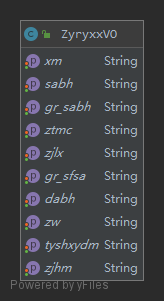 C ZyryxxVO
p xm String
p sabh String
p gr_sabh String
p ztmc String
p zjlx String
p gr_sfsa String
p dabh String
p zw String
p tyshxydm String
p zjhm String
Powered by yFiles